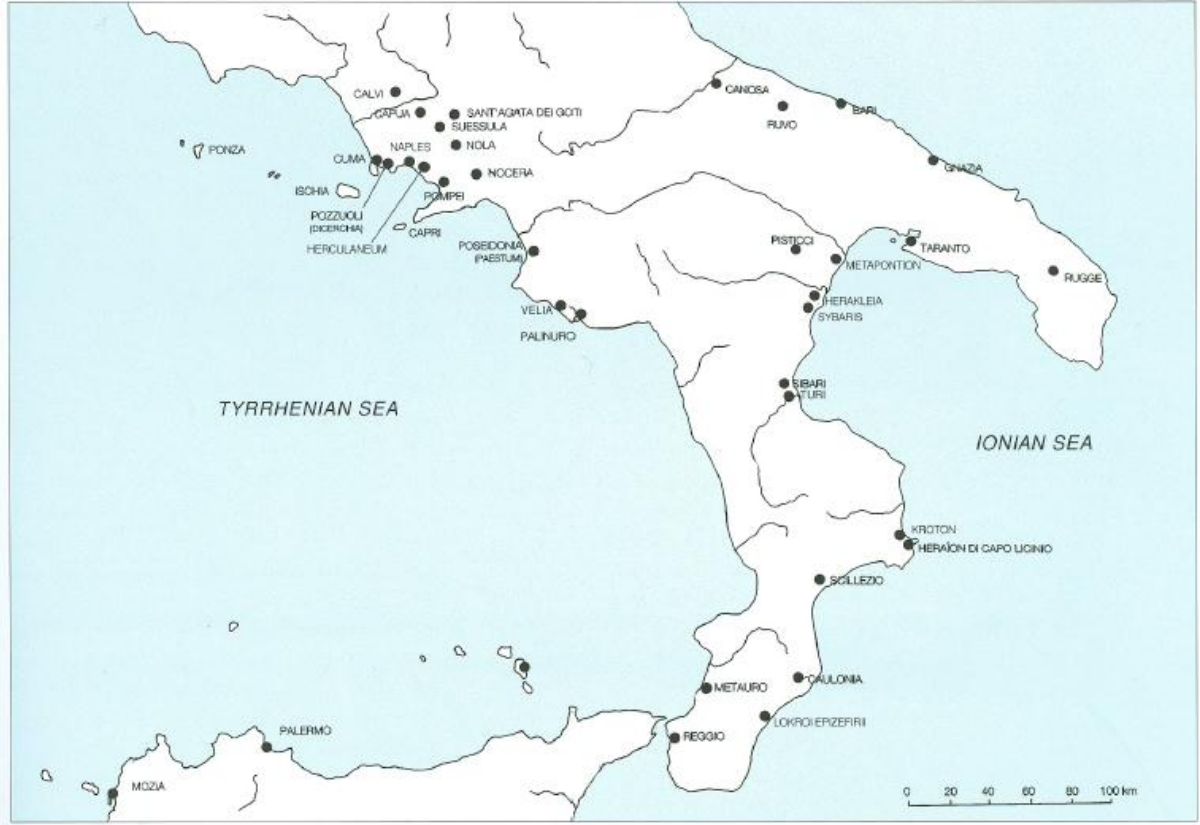 CALVI
CAPUA
SANT'AGATA DEI GOTI
SUESSULA
NAPLES
NOLA
CUMA
NOCERA
PONZA
ISCHIA
POMPEI
POZZUOLI
(DICERCHIA)
CAPRI
HERCULANEUM
POSEIDONIA
(PAESTUM)
VELIA
PALINURO
CANOSA
RUVO
BARI
GNAZIA
PISTICCI
METAPONTION
TARANTO
RUGGE
HERAKLEIA
SYBARIS
SIBARI
TURI
TYRRHENIAN SEA
IONIAN SEA
KROTON
HERAÏON DI CAPO LICINIO
SCILLEZIO
METAURO
CAULONIA
LOKROI EPIZEFIRII
REGGIO
PALERMO
MOZIA
0 20 40 60 80 100 km